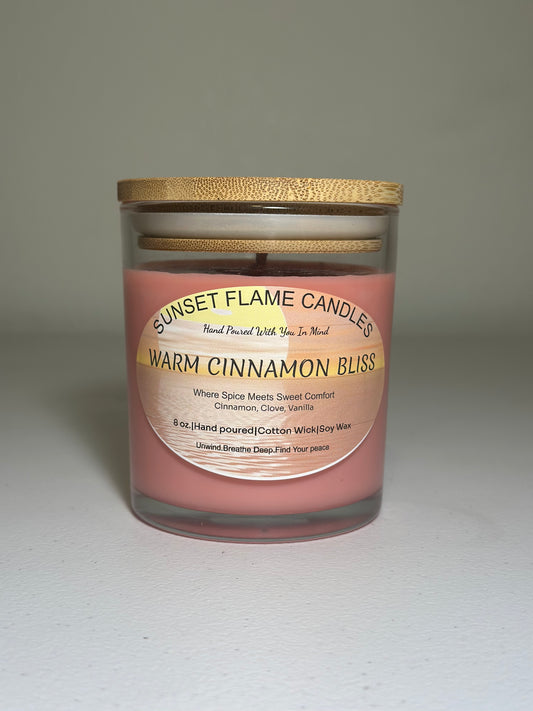 SUNSET FLAME CANDLES
Hand Poured With You In Mind
WARM CINNAMON BLISS
Where Spice Meets Sweet Comfort
Cinnamon, Clove, Vanilla
8 oz.|Hand poured|Cotton Wick|Soy Wax
Unwind.Breathe Deep.Find Your peace